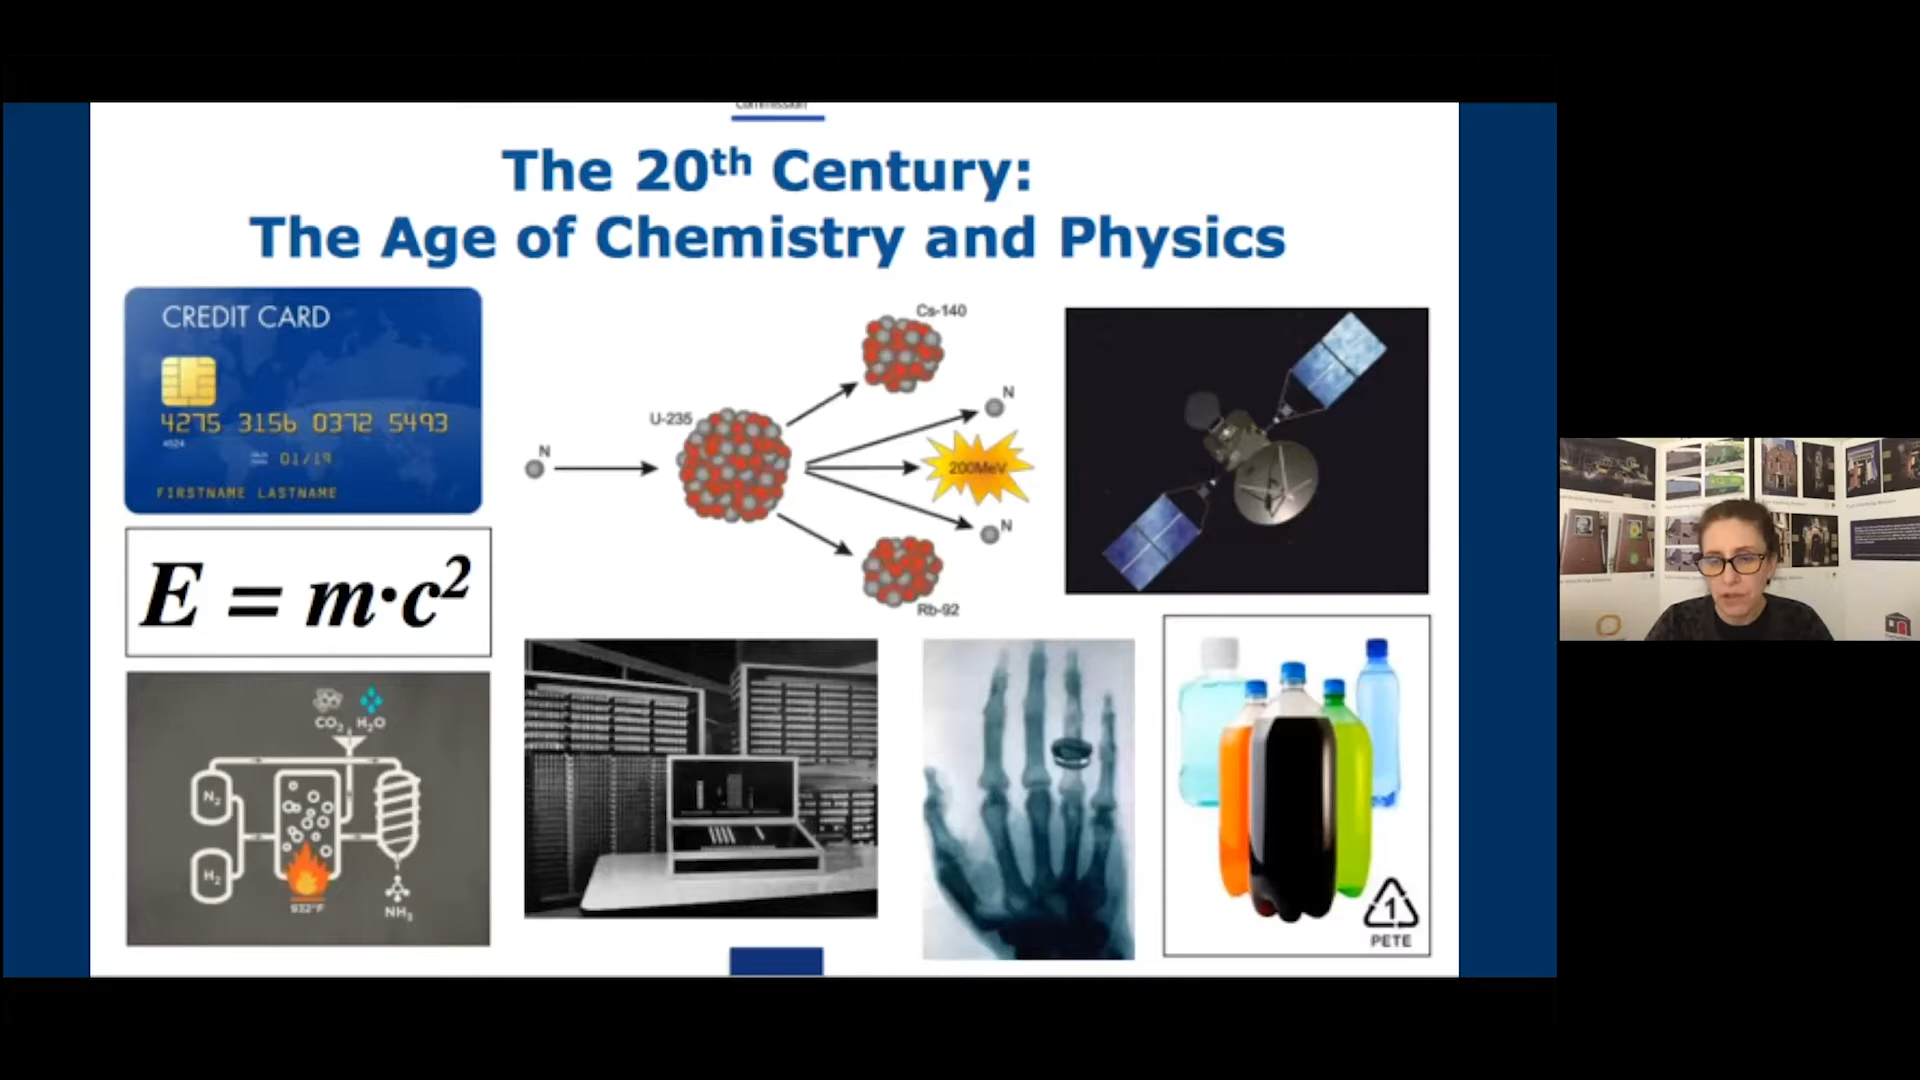 Commission
The 20th Century:
The Age of Chemistry and Physics
CREDIT CARD
4275 3156 0372 5493
01/19
FIRSTNAME LASTNAME
E = m·c²
N
U-235
Cs-140
N
200MeV
N
Rb-92
CO₂ H₂O
N₂
H₂
932°F
NH₃
1
PETE